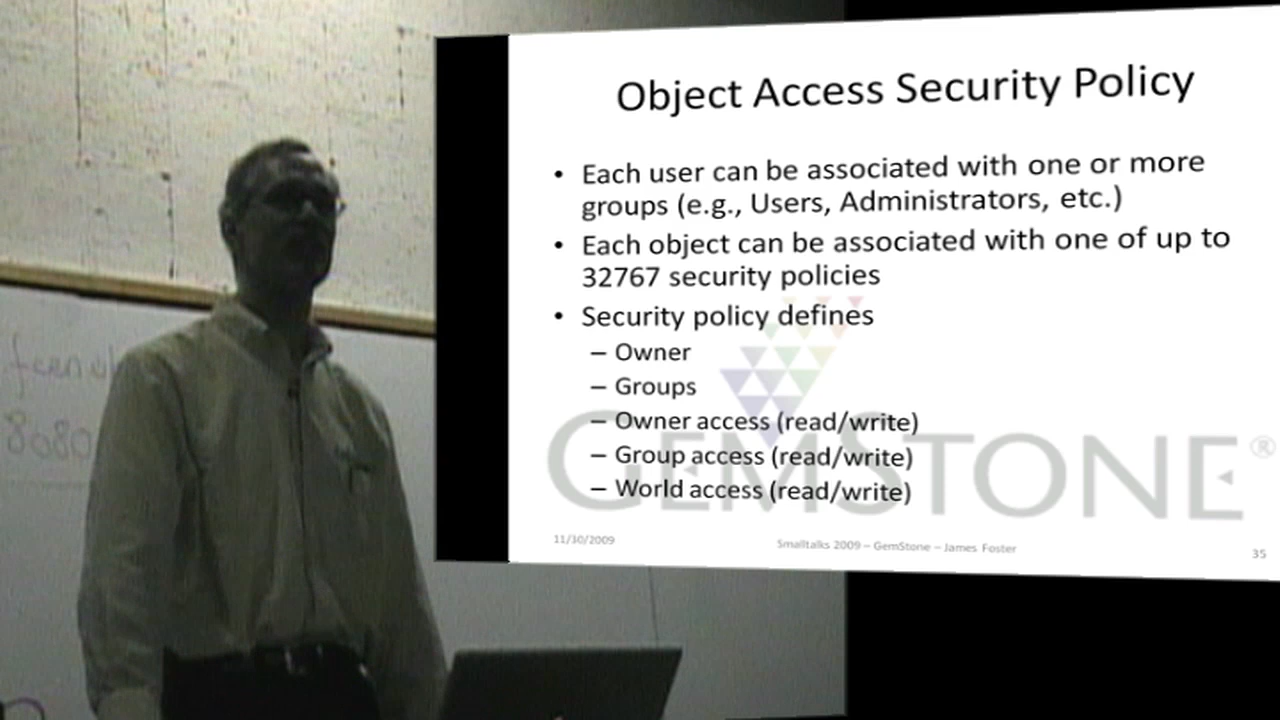 Object Access Security Policy
• Each user can be associated with one or more
groups (e.g., Users, Administrators, etc.)
• Each object can be associated with one of up to
32767 security policies
• Security policy defines
– Owner
– Groups
– Owner access (read/write)
– Group access (read/write)
– World access (read/write)
GEMSTONE®
11/30/2009
Smalltalks 2009 – GemStone – James Foster
35
8080